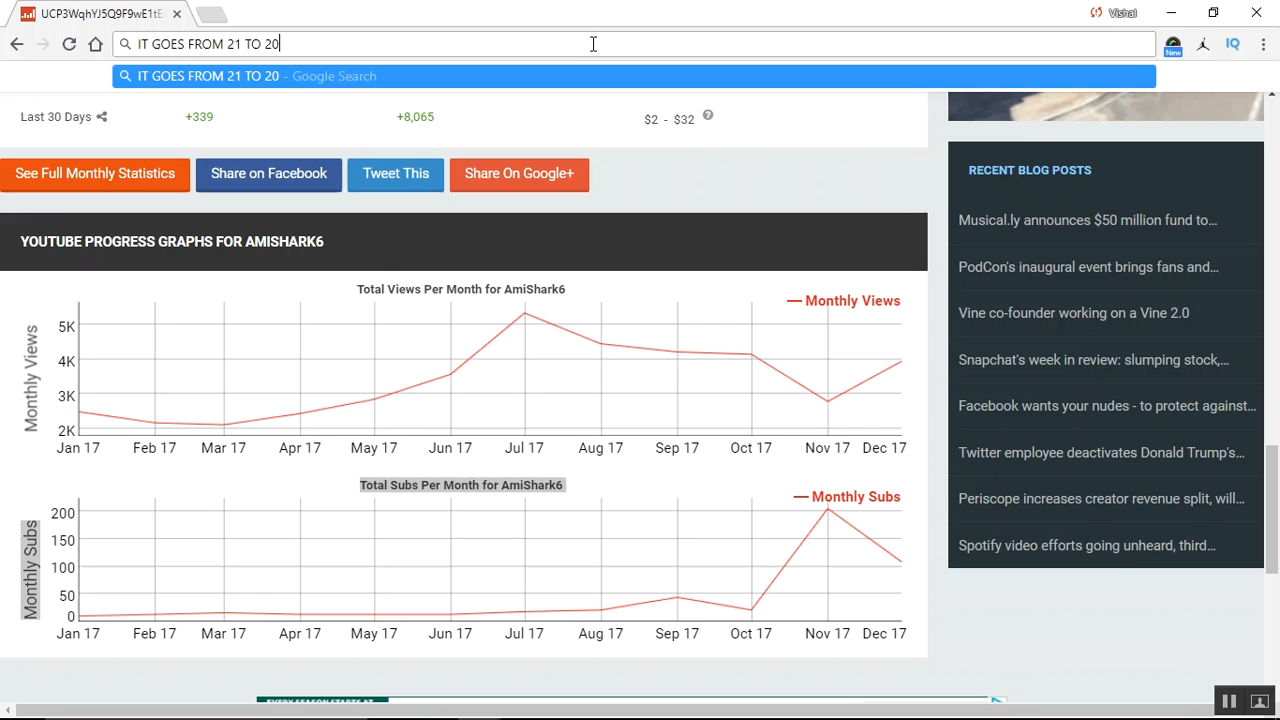 UCP3WqhYJ5Q9F9wE1tE
Vishal
IT GOES FROM 21 TO 20
New
IQ
IT GOES FROM 21 TO 20 - Google Search
Last 30 Days +339 +8,065 $2 - $32 ?
See Full Monthly Statistics
Share on Facebook
Tweet This
Share On Google+
YOUTUBE PROGRESS GRAPHS FOR AMISHARK6
Total Views Per Month for AmiShark6
Monthly Views
Monthly Views
5K
4K
3K
2K
Jan 17 Feb 17 Mar 17 Apr 17 May 17 Jun 17 Jul 17 Aug 17 Sep 17 Oct 17 Nov 17 Dec 17
Total Subs Per Month for AmiShark6
Monthly Subs
Monthly Subs
200
150
100
50
0
Jan 17 Feb 17 Mar 17 Apr 17 May 17 Jun 17 Jul 17 Aug 17 Sep 17 Oct 17 Nov 17 Dec 17
RECENT BLOG POSTS
Musical.ly announces $50 million fund to...
PodCon's inaugural event brings fans and...
Vine co-founder working on a Vine 2.0
Snapchat's week in review: slumping stock,...
Facebook wants your nudes - to protect against...
Twitter employee deactivates Donald Trump's...
Periscope increases creator revenue split, will...
Spotify video efforts going unheard, third...
EVERY SEASON STARTS AT